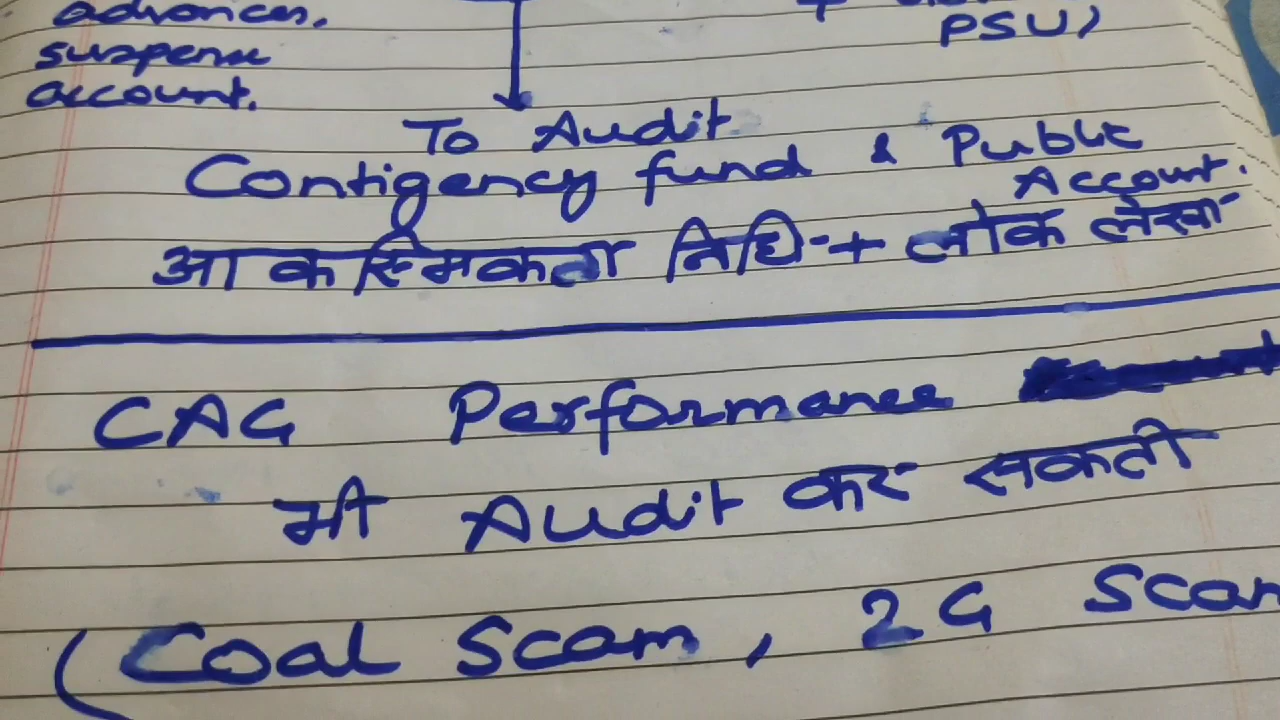 advances.
suspense
account.
PSU)
To Audit
Contigency fund & Public
Account.
आकस्मिकता निधि + लोक लेखा
CAG Performance
भी Audit कर सकती
(Coal Scam, 2G Scam